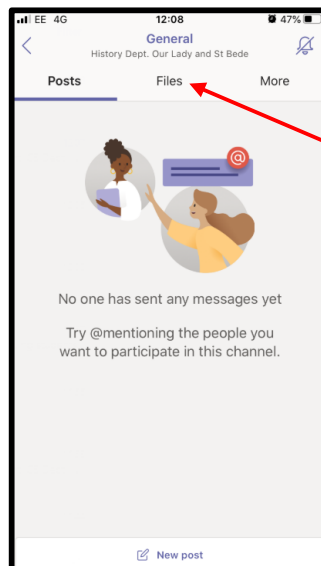 EE 4G 12:08 47%
General
History Dept. Our Lady and St Bede
Posts Files More
@
No one has sent any messages yet
Try @mentioning the people you
want to participate in this channel.
New post